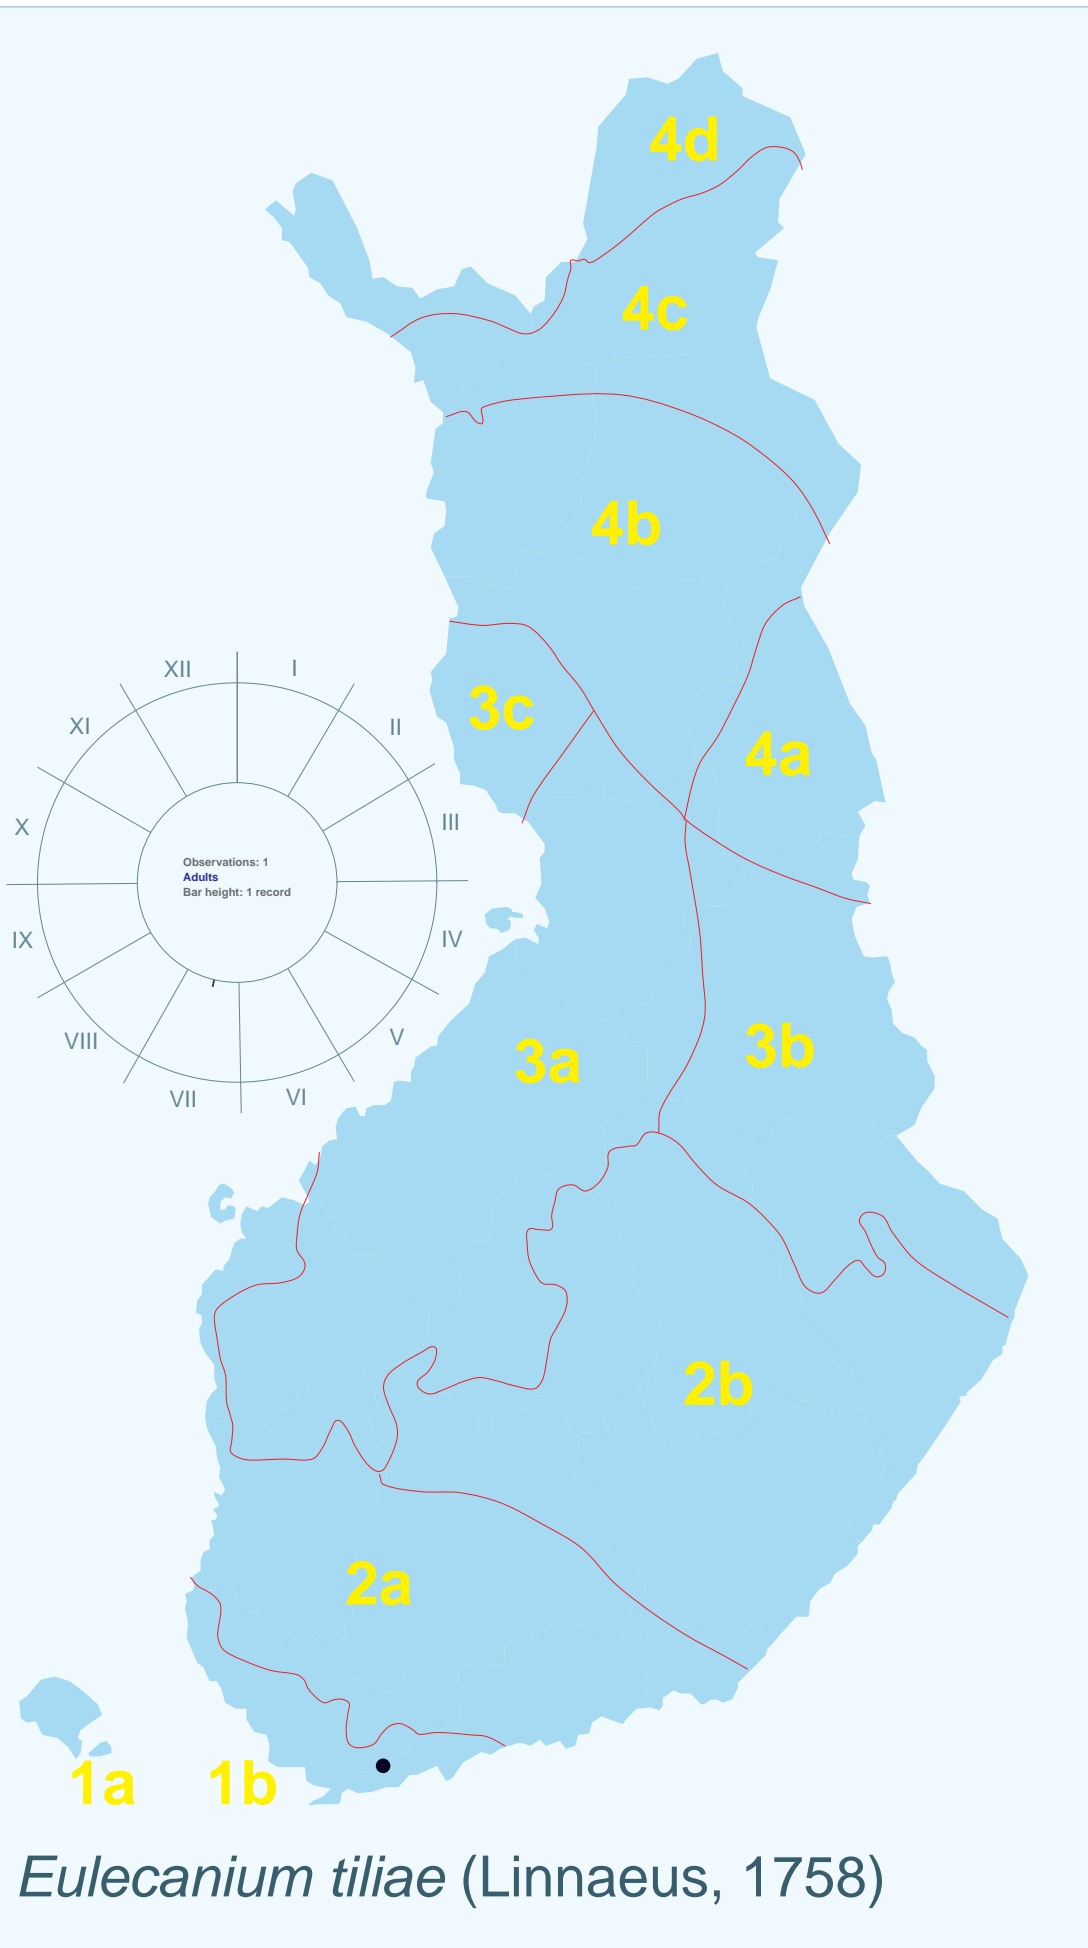 4d
4c
4b
3c
4a
XII
I
XI
II
X
III
Observations: 1
Adults
Bar height: 1 record
IX
IV
VIII
V
VII
VI
3a
3b
2b
2a
1a
1b
Eulecanium tiliae (Linnaeus, 1758)